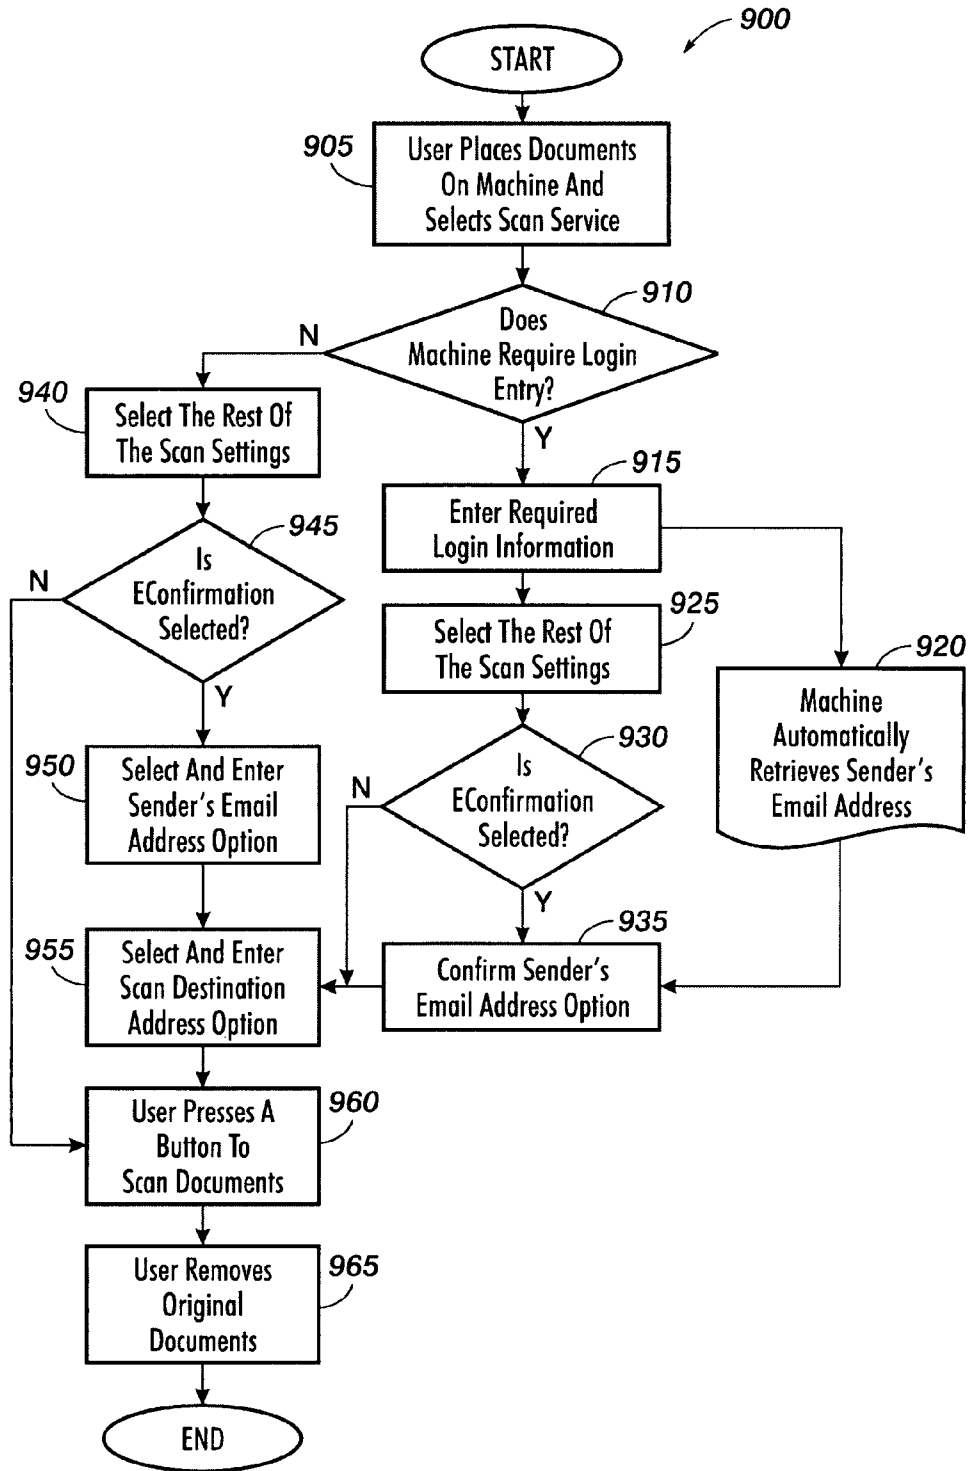 900
START
905
User Places Documents
On Machine And
Selects Scan Service
910
Does
Machine Require Login
Entry?
N
Y
940
Select The Rest Of
The Scan Settings
915
Enter Required
Login Information
945
Is
EConfirmation
Selected?
N
Y
925
Select The Rest Of
The Scan Settings
920
Machine
Automatically
Retrieves Sender's
Email Address
930
Is
EConfirmation
Selected?
N
Y
950
Select And Enter
Sender's Email
Address Option
935
Confirm Sender's
Email Address Option
955
Select And Enter
Scan Destination
Address Option
960
User Presses A
Button To
Scan Documents
965
User Removes
Original
Documents
END